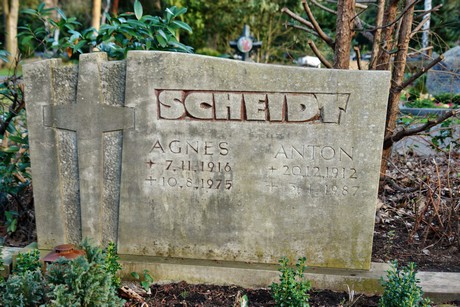 SCHEIDT
AGNES
* 7.11.1916
+ 10.8.1975
ANTON
* 20.12.1912
+ 5.1.1987